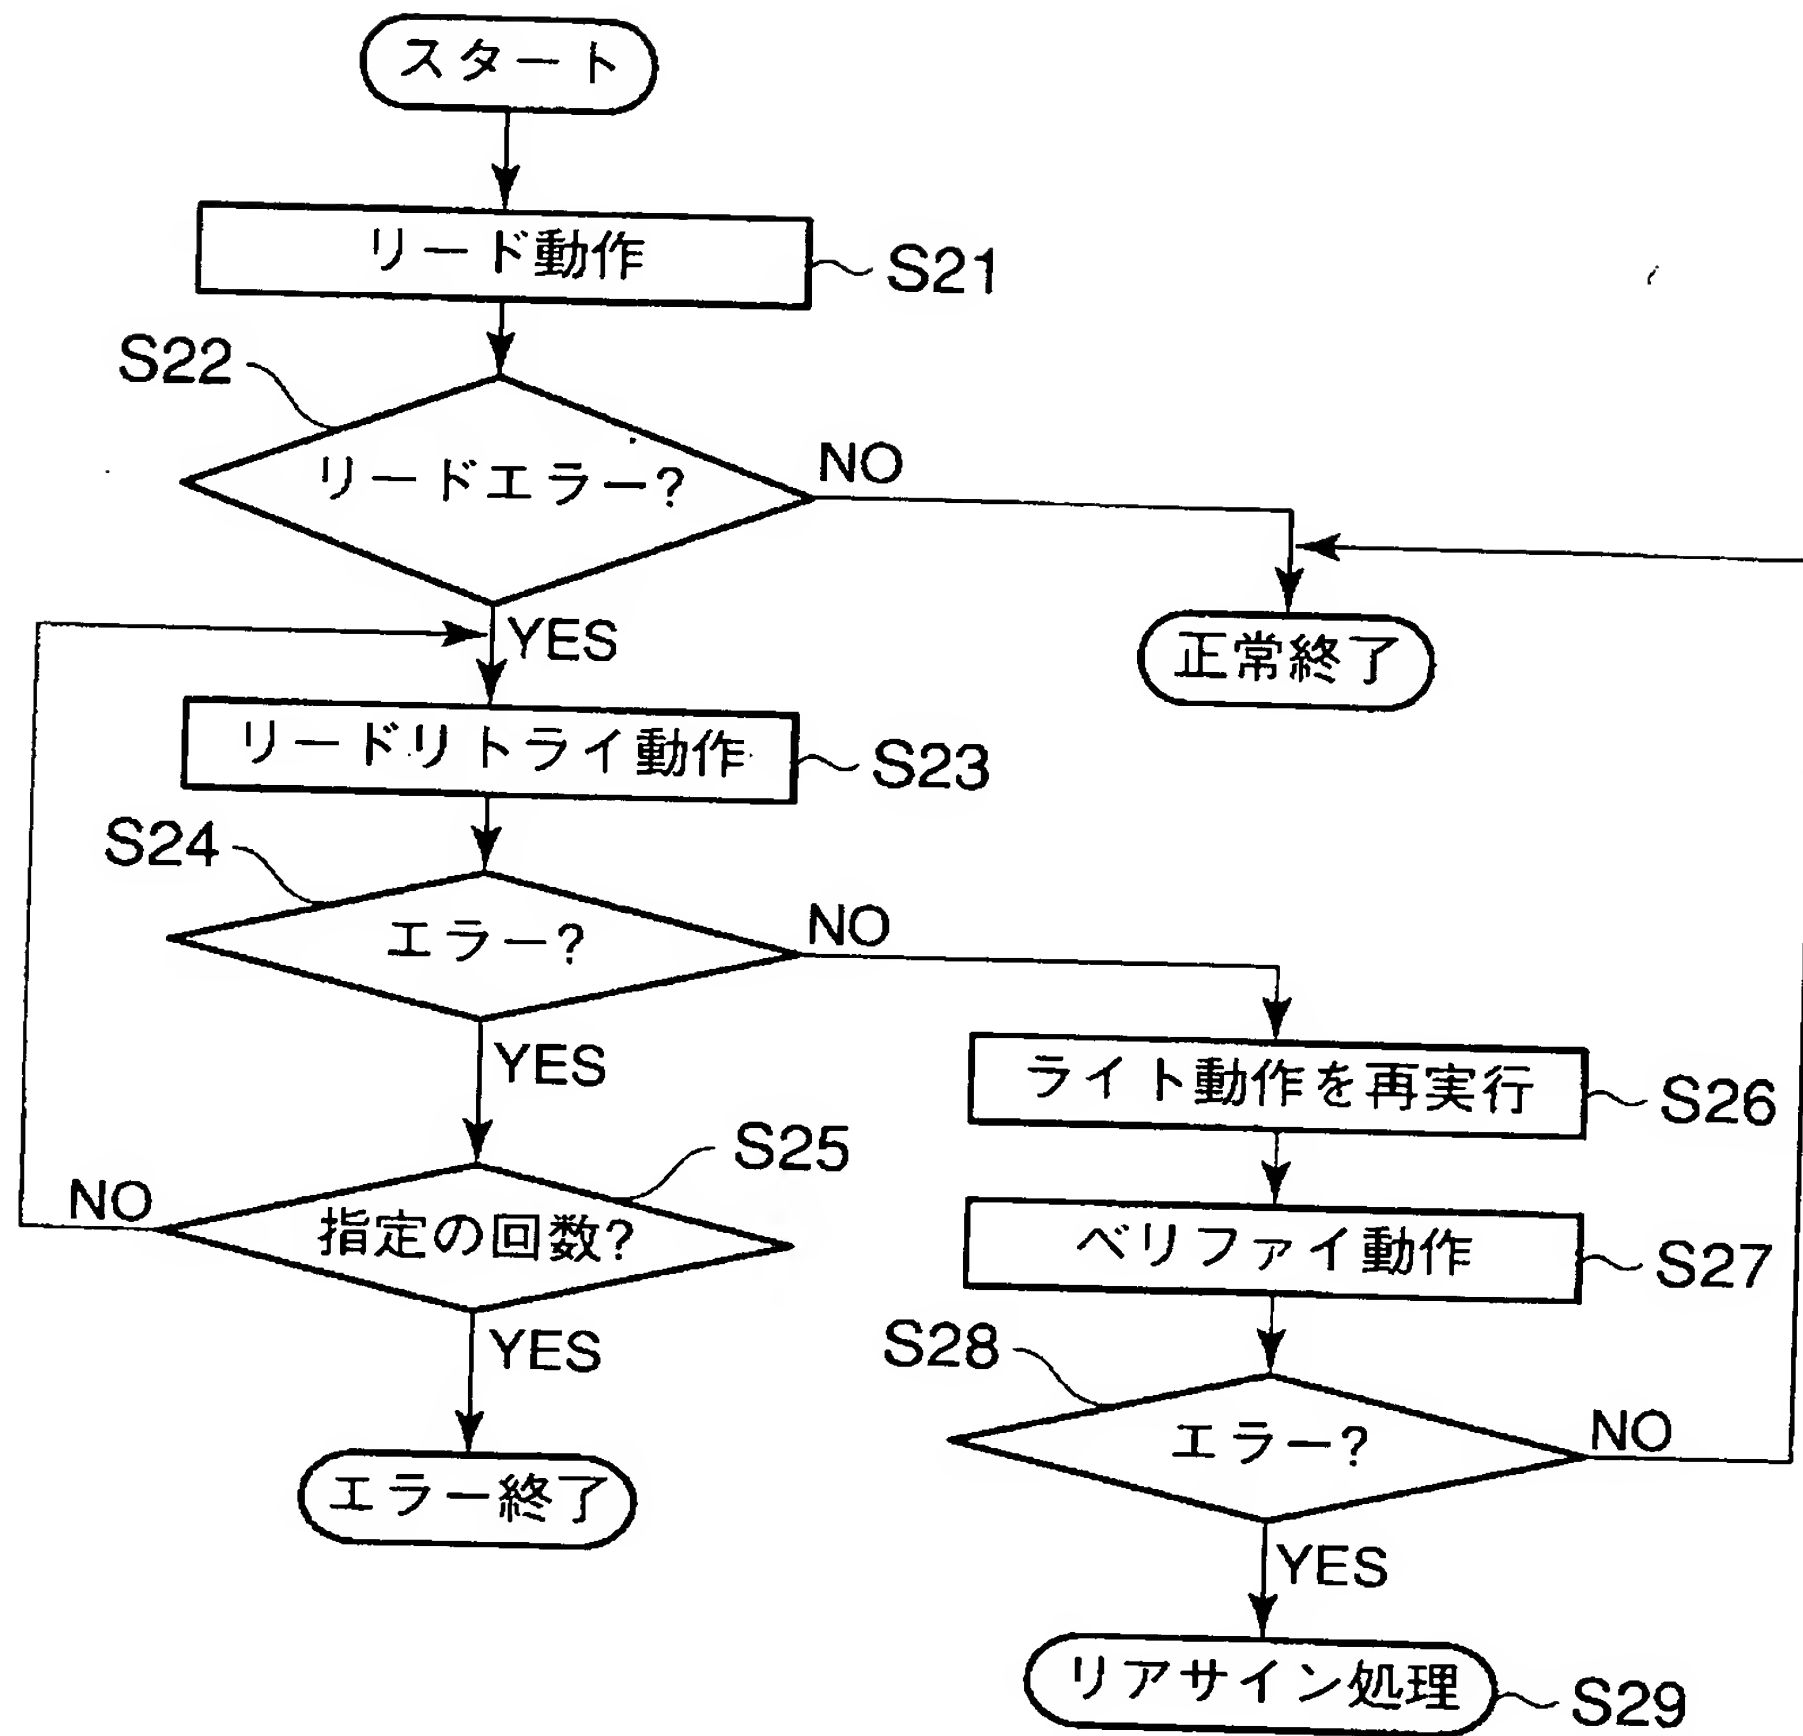 スタート
リード動作
S21
S22
リードエラー?
NO
YES
正常終了
リードリトライ動作
S23
S24
エラー?
NO
YES
ライト動作を再実行
S26
S25
NO
指定の回数?
YES
ベリファイ動作
S27
S28
エラー?
NO
エラー終了
YES
リアサイン処理
S29